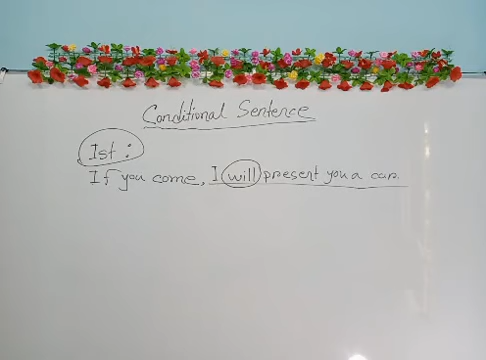 Conditional Sentence
1st :
If you come, I will present you a car.